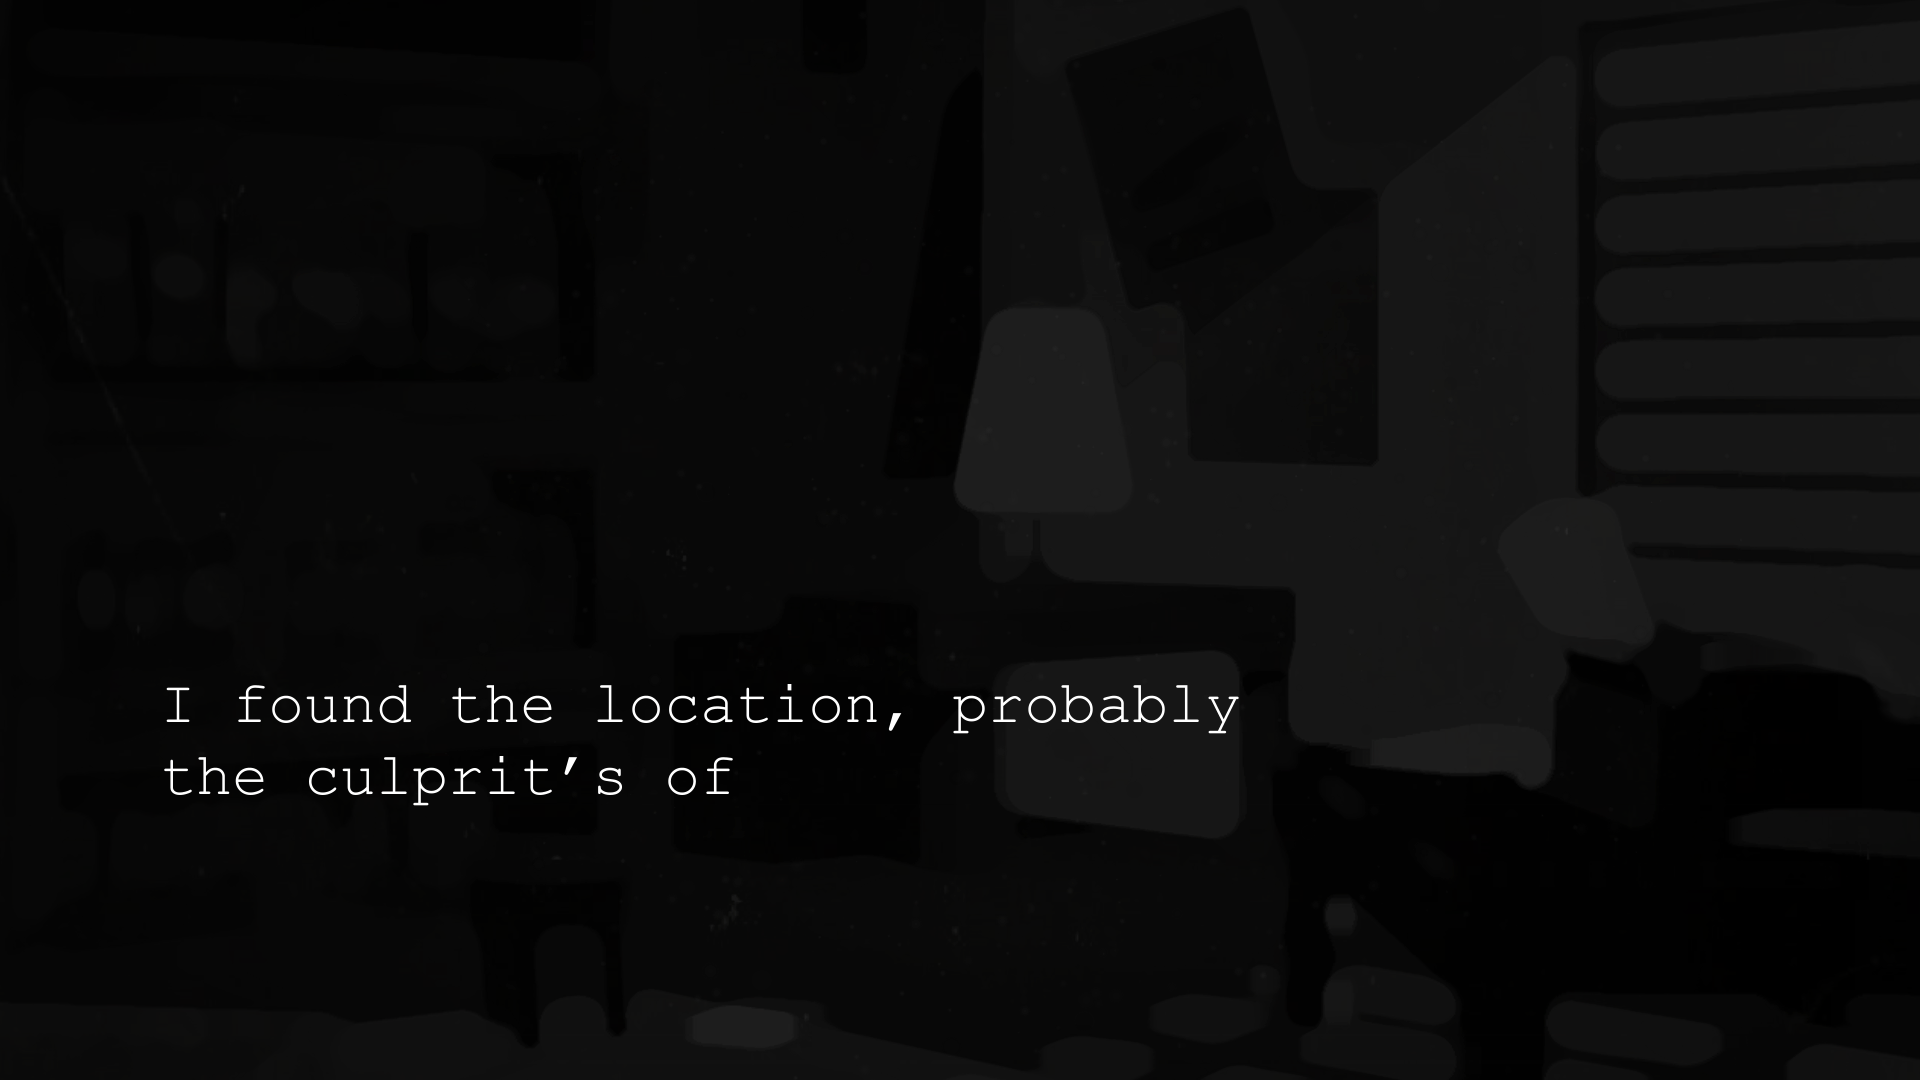 I found the location, probably
the culprit’s of